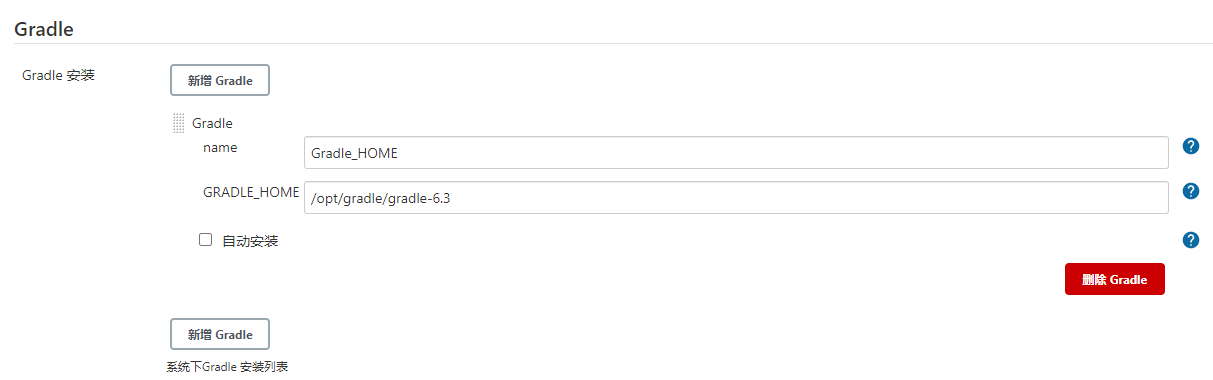 Gradle
Gradle 安装
新增 Gradle
Gradle
name
Gradle_HOME
GRADLE_HOME
/opt/gradle/gradle-6.3
自动安装
删除 Gradle
新增 Gradle
系统下Gradle 安装列表